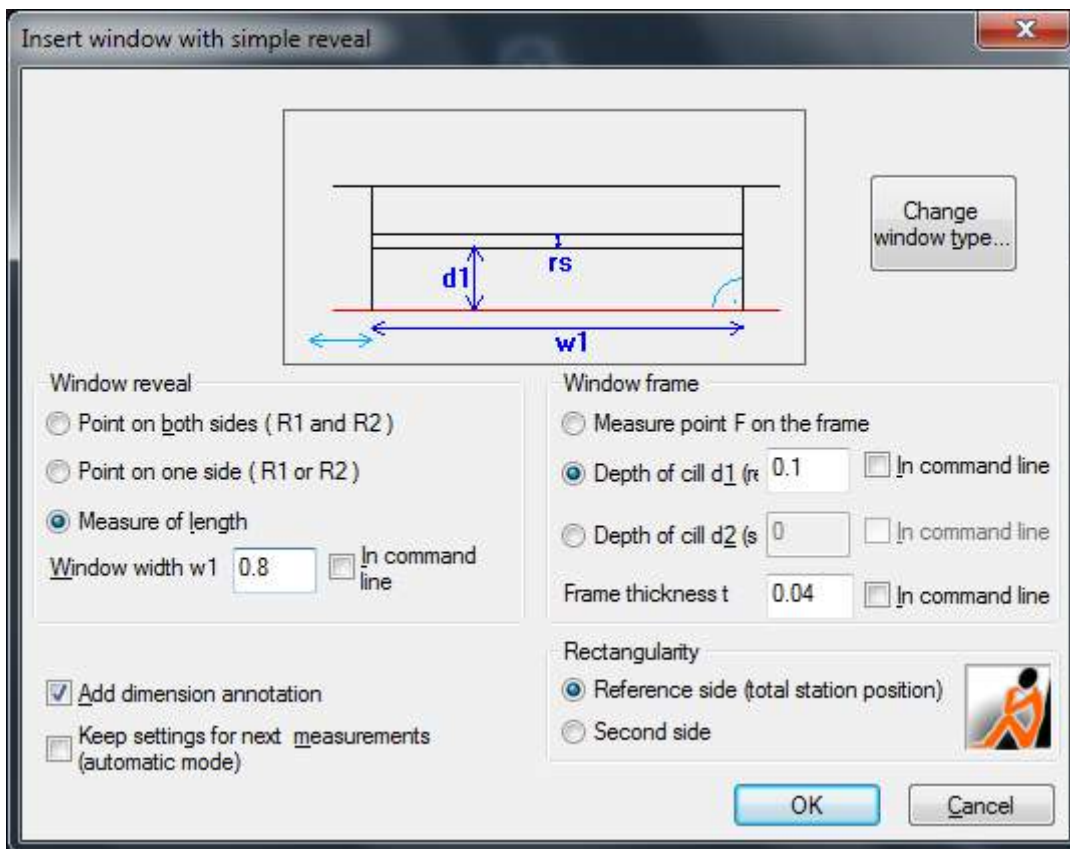 Insert window with simple reveal
Change
window type...
d1
rs
w1
Window reveal
Point on both sides ( R1 and R2 )
Point on one side ( R1 or R2 )
Measure of length
Window width w1 0.8 In command
line
Window frame
Measure point F on the frame
Depth of cill d1 (re 0.1 In command line
Depth of cill d2 (s 0 In command line
Frame thickness t 0.04 In command line
Rectangularity
Reference side (total station position)
Second side
Add dimension annotation
Keep settings for next measurements
(automatic mode)
OK Cancel